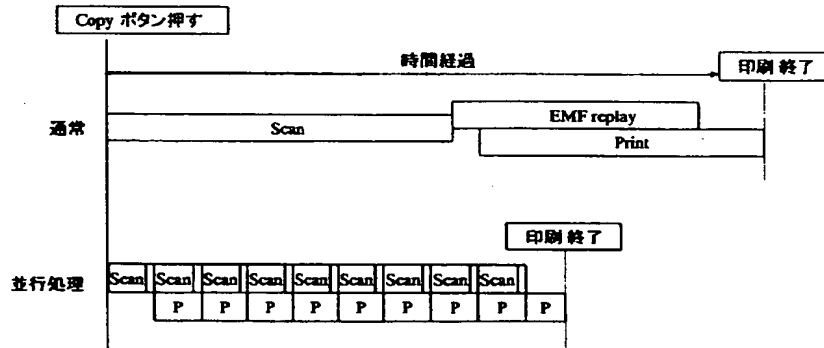 Copy ボタン押す
時間経過
印刷 終了
通常
Scan
EMF replay
Print
印刷 終了
並行処理
Scan Scan Scan Scan Scan Scan Scan Scan Scan
P P P P P P P P P